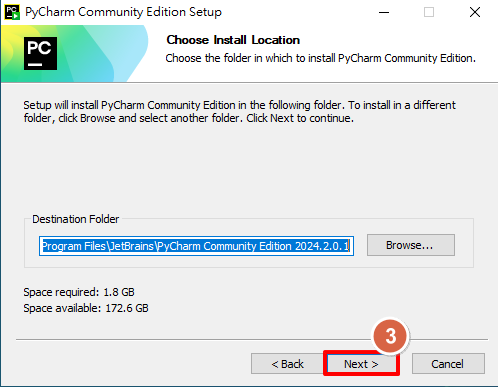 PyCharm Community Edition Setup
PC
Choose Install Location
Choose the folder in which to install PyCharm Community Edition.
Setup will install PyCharm Community Edition in the following folder. To install in a different
folder, click Browse and select another folder. Click Next to continue.
Destination Folder
Program Files\JetBrains\PyCharm Community Edition 2024.2.0.1
Browse...
Space required: 1.8 GB
Space available: 172.6 GB
3
< Back
Next >
Cancel